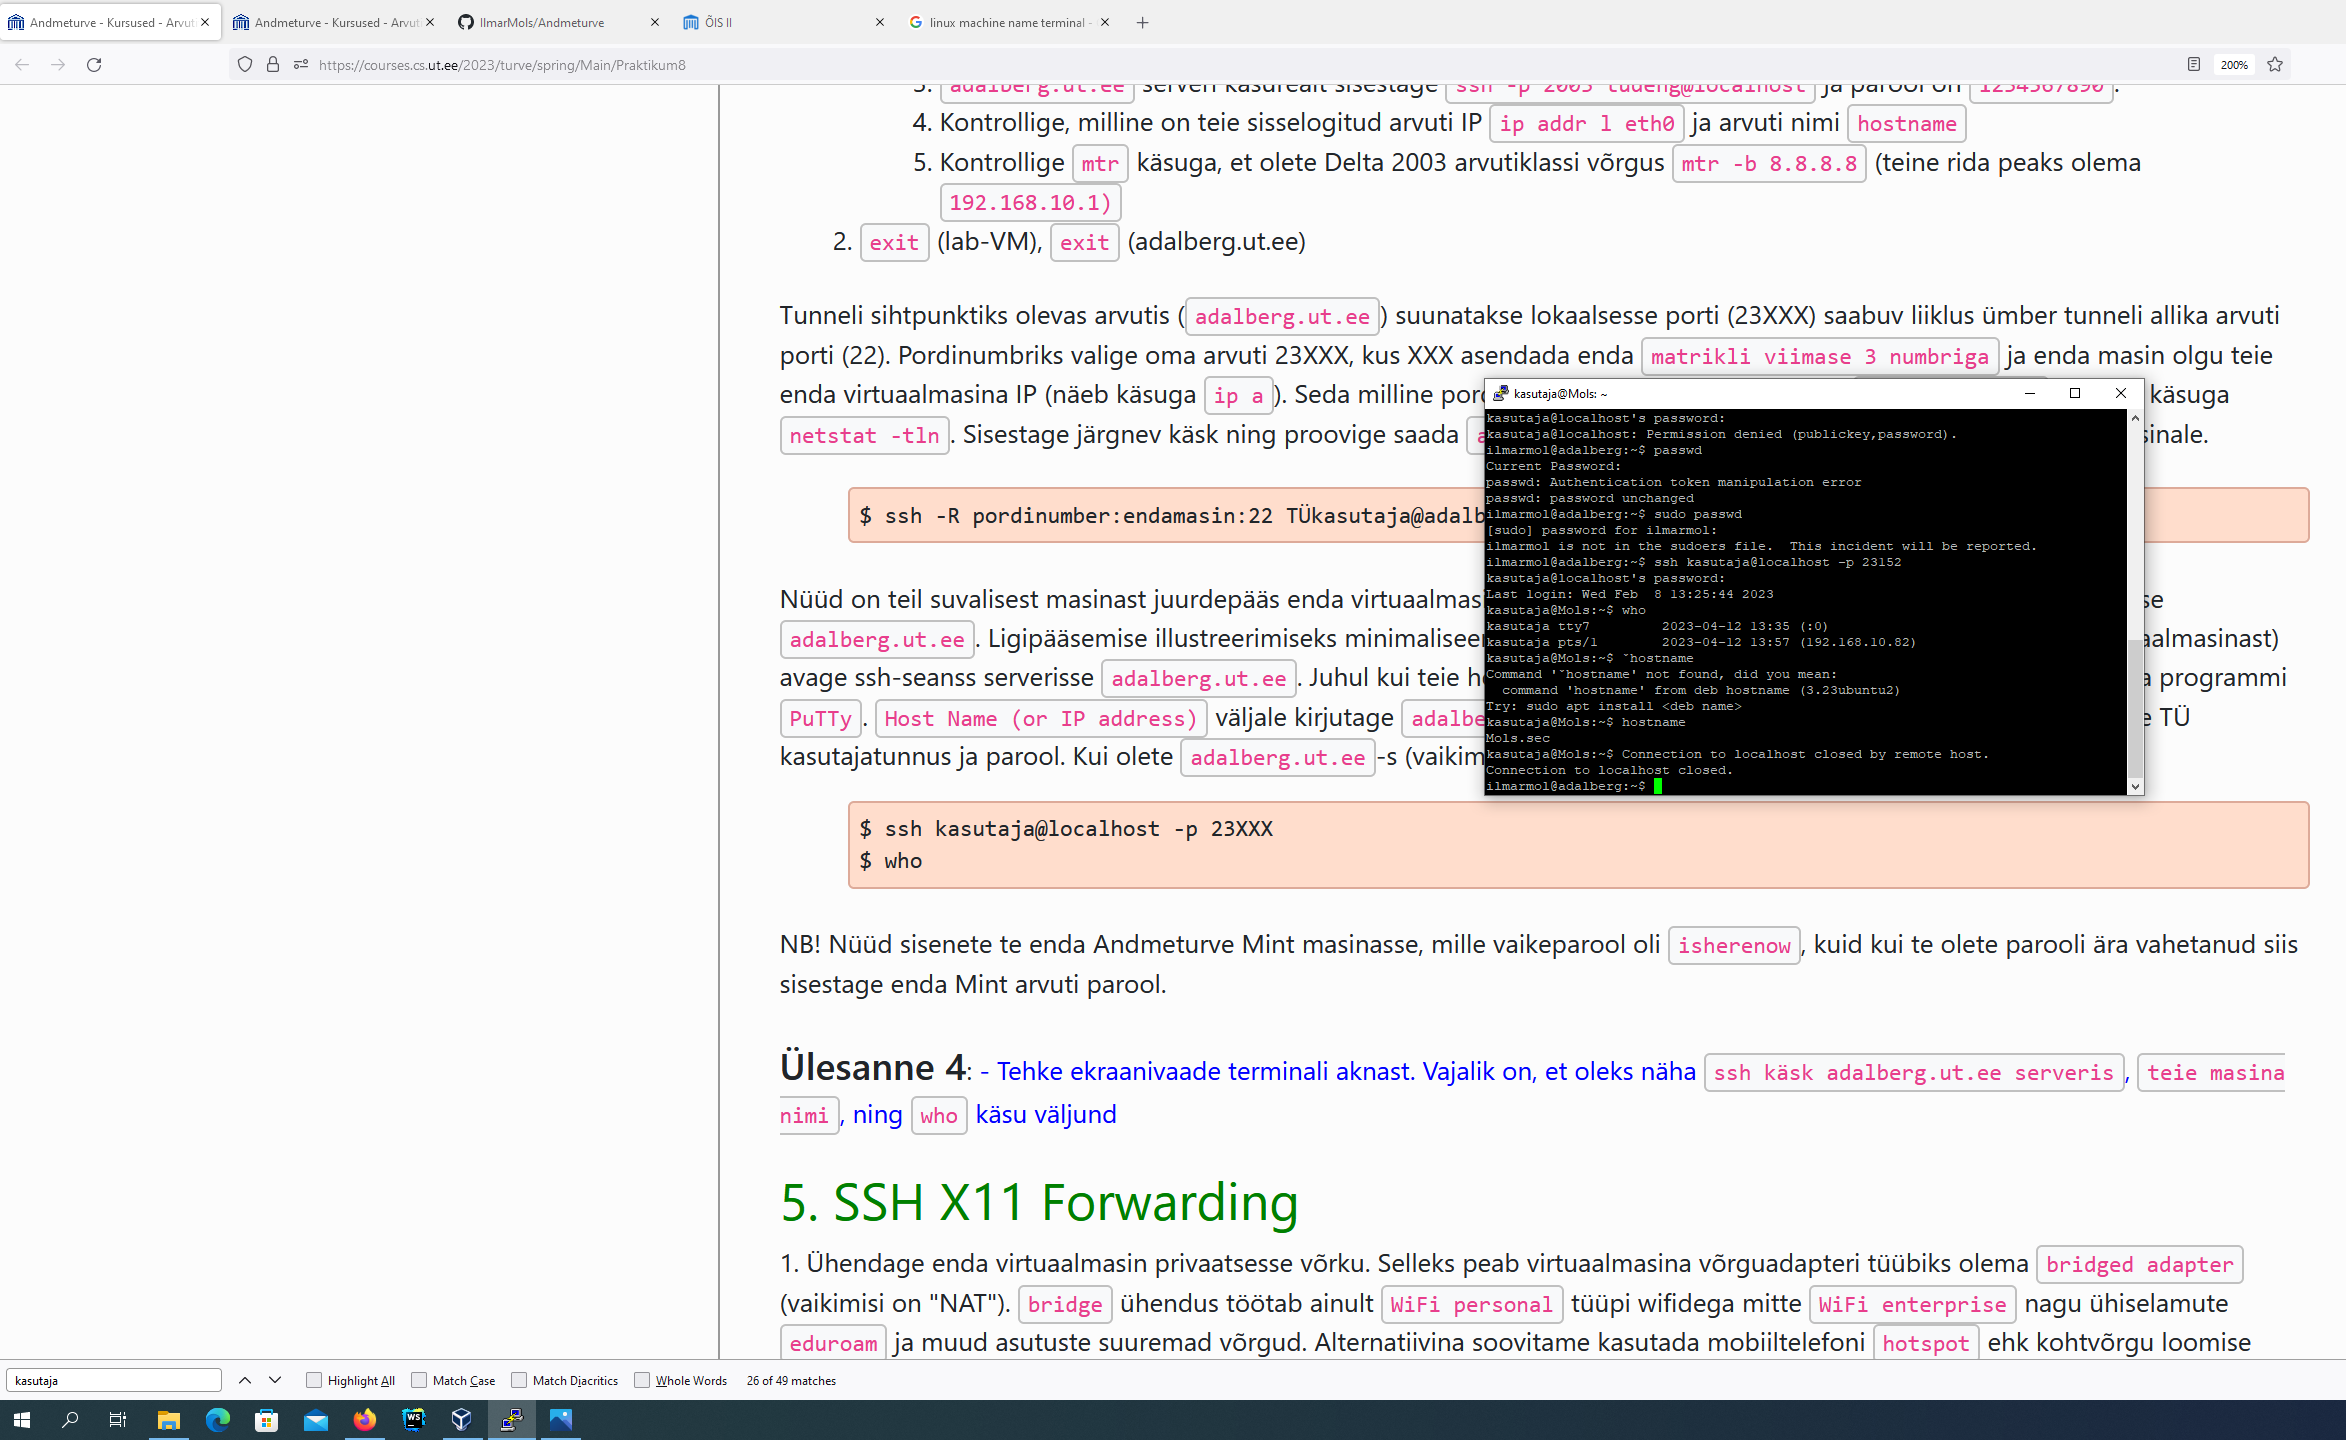 Andmeturve - Kursused - Arvut
Andmeturve - Kursused - Arvut
IlmarMols/Andmeturve
ÕIS II
linux machine name terminal -
https://courses.cs.ut.ee/2023/turve/spring/Main/Praktikum8
200%
3. adalberg.ut.ee serveri käsurealt sisestage ssh -p 2003 tudeng@localhost ja parool on 1234567890.
4. Kontrollige, milline on teie sisselogitud arvuti IP ip addr l eth0 ja arvuti nimi hostname
5. Kontrollige mtr käsuga, et olete Delta 2003 arvutiklassi võrgus mtr -b 8.8.8.8 (teine rida peaks olema
192.168.10.1)
2. exit (lab-VM), exit (adalberg.ut.ee)
Tunneli sihtpunktiks olevas arvutis (adalberg.ut.ee) suunatakse lokaalsesse porti (23XXX) saabuv liiklus ümber tunneli allika arvuti
porti (22). Pordinumbriks valige oma arvuti 23XXX, kus XXX asendada enda matrikli viimase 3 numbriga ja enda masin olgu teie
enda virtuaalmasina IP (näeb käsuga ip a). Seda milline por käsuga
netstat -tln. Sisestage järgnev käsk ning proovige saada a sinale.
$ ssh -R pordinumber:endamasin:22 TÜkasutaja@adalb
Nüüd on teil suvalisest masinast juurdepääs enda virtuaalmas se
adalberg.ut.ee. Ligipääsemise illustreerimiseks minimaliseer aalmasinast)
avage ssh-seanss serverisse adalberg.ut.ee. Juhul kui teie h a programmi
PuTTy. Host Name (or IP address) väljale kirjutage adalbe e TÜ
kasutajatunnus ja parool. Kui olete adalberg.ut.ee-s (vaikim
$ ssh kasutaja@localhost -p 23XXX
$ who
NB! Nüüd sisenete te enda Andmeturve Mint masinasse, mille vaikeparool oli isherenow, kuid kui te olete parooli ära vahetanud siis
sisestage enda Mint arvuti parool.
Ülesanne 4: - Tehke ekraanivaade terminali aknast. Vajalik on, et oleks näha ssh käsk adalberg.ut.ee serveris, teie masina
nimi, ning who käsu väljund
5. SSH X11 Forwarding
1. Ühendage enda virtuaalmasin privaatsesse võrku. Selleks peab virtuaalmasina võrguadapteri tüübiks olema bridged adapter
(vaikimisi on "NAT"). bridge ühendus töötab ainult WiFi personal tüüpi wifidega mitte WiFi enterprise nagu ühiselamute
eduroam ja muud asutuste suuremad võrgud. Alternatiivina soovitame kasutada mobiiltelefoni hotspot ehk kohtvõrgu loomise
kasutaja@Mols: ~
kasutaja@localhost's password:
kasutaja@localhost: Permission denied (publickey,password).
ilmarmol@adalberg:~$ passwd
Current Password:
passwd: Authentication token manipulation error
passwd: password unchanged
ilmarmol@adalberg:~$ sudo passwd
[sudo] password for ilmarmol:
ilmarmol is not in the sudoers file.  This incident will be reported.
ilmarmol@adalberg:~$ ssh kasutaja@localhost -p 23152
kasutaja@localhost's password:
Last login: Wed Feb  8 13:25:44 2023
kasutaja@Mols:~$ who
kasutaja tty7         2023-04-12 13:35 (:0)
kasutaja pts/1        2023-04-12 13:57 (192.168.10.82)
kasutaja@Mols:~$ ˇhostname
Command 'ˇhostname' not found, did you mean:
  command 'hostname' from deb hostname (3.23ubuntu2)
Try: sudo apt install <deb name>
kasutaja@Mols:~$ hostname
Mols.sec
kasutaja@Mols:~$ Connection to localhost closed by remote host.
Connection to localhost closed.
ilmarmol@adalberg:~$
kasutaja
Highlight All
Match Case
Match Diacritics
Whole Words
26 of 49 matches
WS